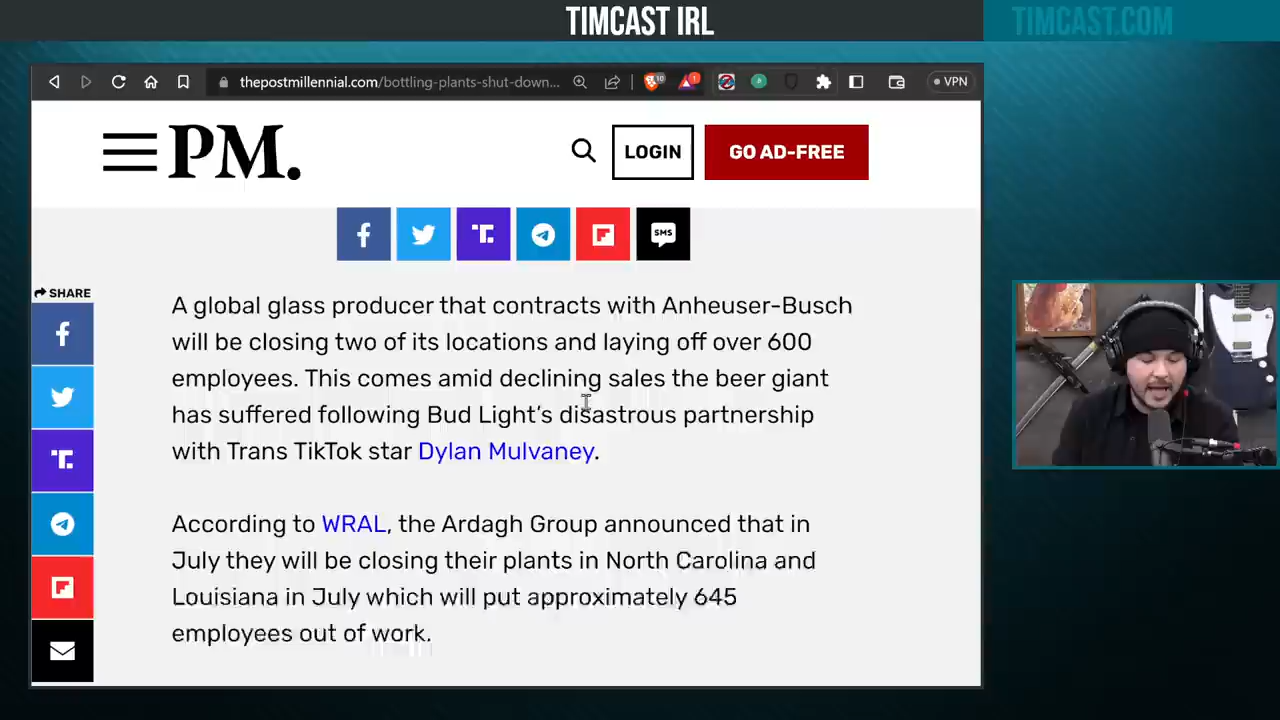 TIMCAST IRL
TIMCAST.COM
thepostmillennial.com/bottling-plants-shut-down...
10
1
VPN
PM.
LOGIN
GO AD-FREE
SMS
SHARE
A global glass producer that contracts with Anheuser-Busch
will be closing two of its locations and laying off over 600
employees. This comes amid declining sales the beer giant
has suffered following Bud Light's disastrous partnership
with Trans TikTok star Dylan Mulvaney.
According to WRAL, the Ardagh Group announced that in
July they will be closing their plants in North Carolina and
Louisiana in July which will put approximately 645
employees out of work.